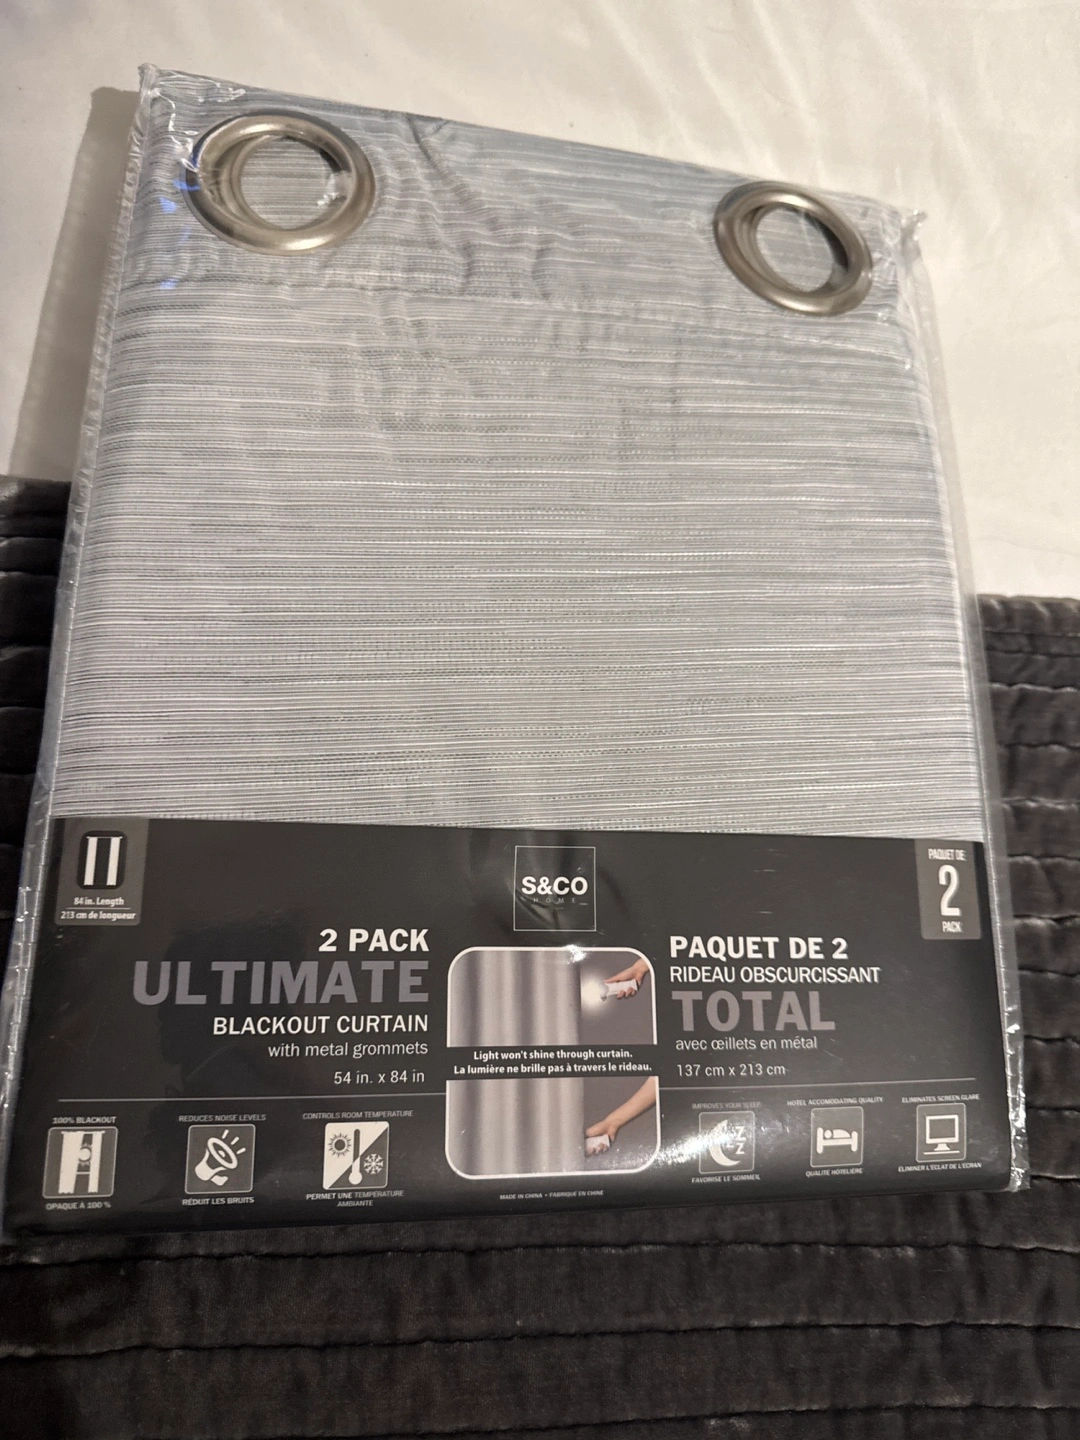 84 in. Length
213 cm de longueur
S&CO
HOME
PAQUET DE
2
PACK
2 PACK
ULTIMATE
BLACKOUT CURTAIN
with metal grommets
54 in. x 84 in
Light won't shine through curtain.
La lumière ne brille pas à travers le rideau.
PAQUET DE 2
RIDEAU OBSCURCISSANT
TOTAL
avec œillets en métal
137 cm x 213 cm
100% BLACKOUT
OPAQUE À 100 %
REDUCES NOISE LEVELS
RÉDUIT LES BRUITS
CONTROLS ROOM TEMPERATURE
PERMET UNE TEMPÉRATURE
AMBIANTE
MADE IN CHINA • FABRIQUÉ EN CHINE
IMPROVES YOUR SLEEP
Z
Z
Z
FAVORISE LE SOMMEIL
HOTEL ACCOMODATING QUALITY
QUALITÉ HÔTELIÈRE
ELIMINATES SCREEN GLARE
ÉLIMINER L'ÉCLAT DE L'ÉCRAN